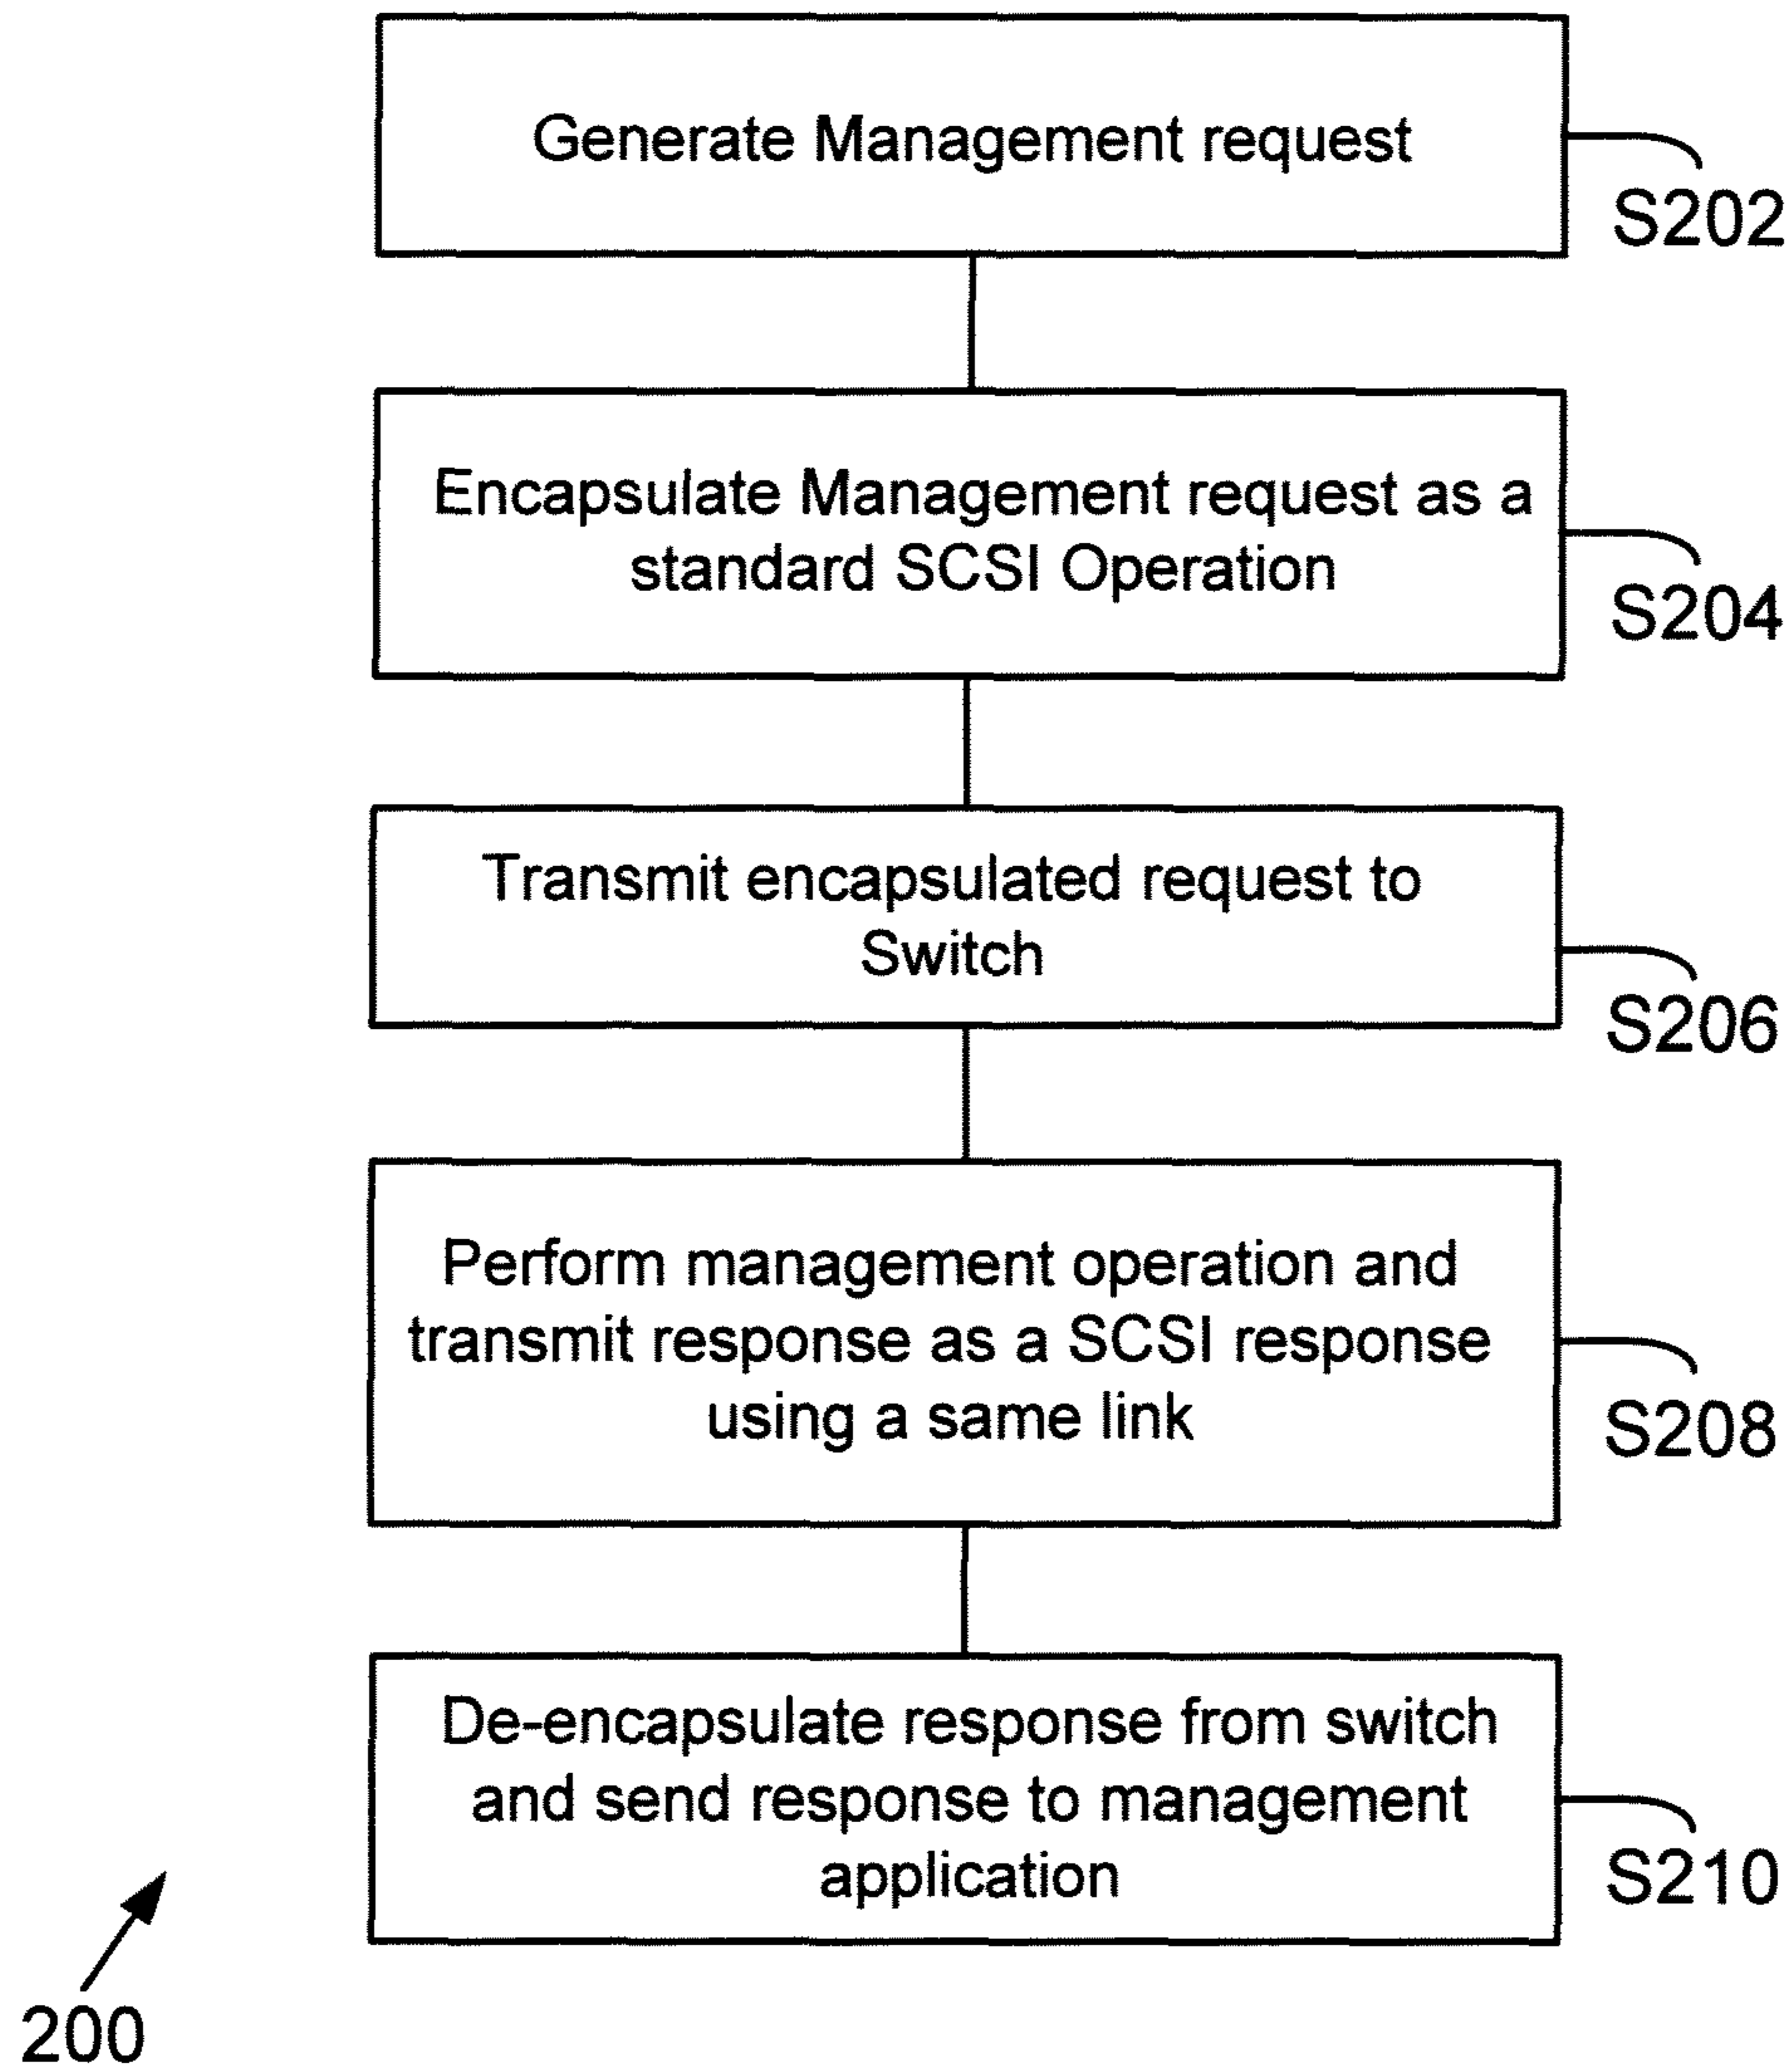 Generate Management request
S202
Encapsulate Management request as a
standard SCSI Operation
S204
Transmit encapsulated request to
Switch
S206
Perform management operation and
transmit response as a SCSI response
using a same link
S208
De-encapsulate response from switch
and send response to management
application
S210
200